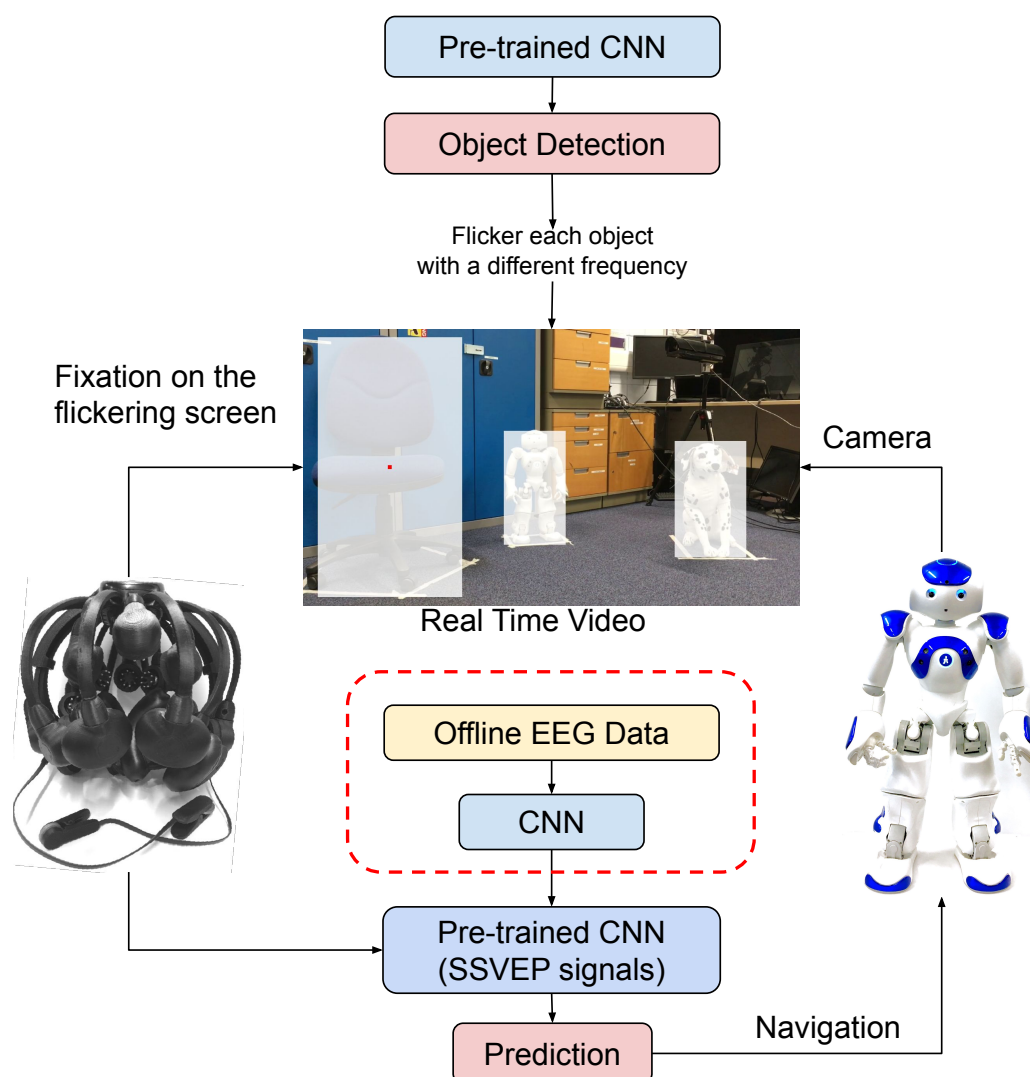 Pre-trained CNN
Object Detection
Flicker each object
with a different frequency
Fixation on the
flickering screen
Camera
Real Time Video
Offline EEG Data
CNN
Pre-trained CNN
(SSVEP signals)
Navigation
Prediction